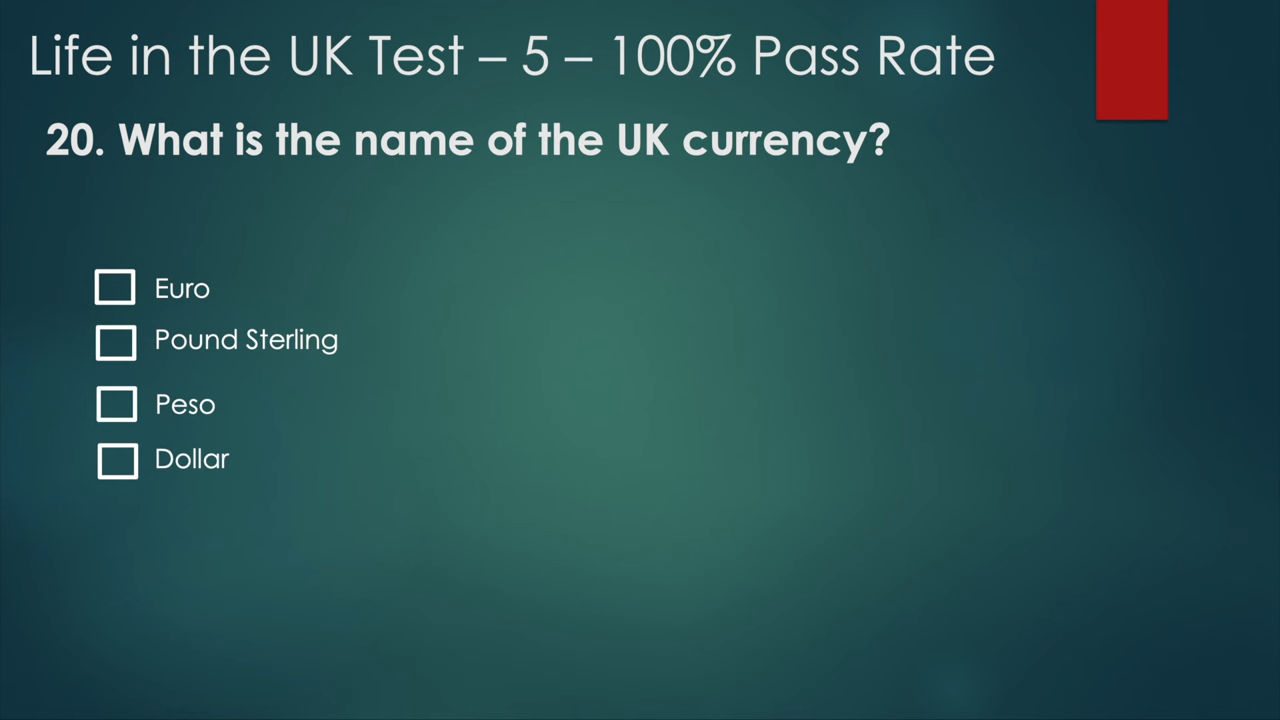 Life in the UK Test – 5 – 100% Pass Rate
20. What is the name of the UK currency?
Euro
Pound Sterling
Peso
Dollar